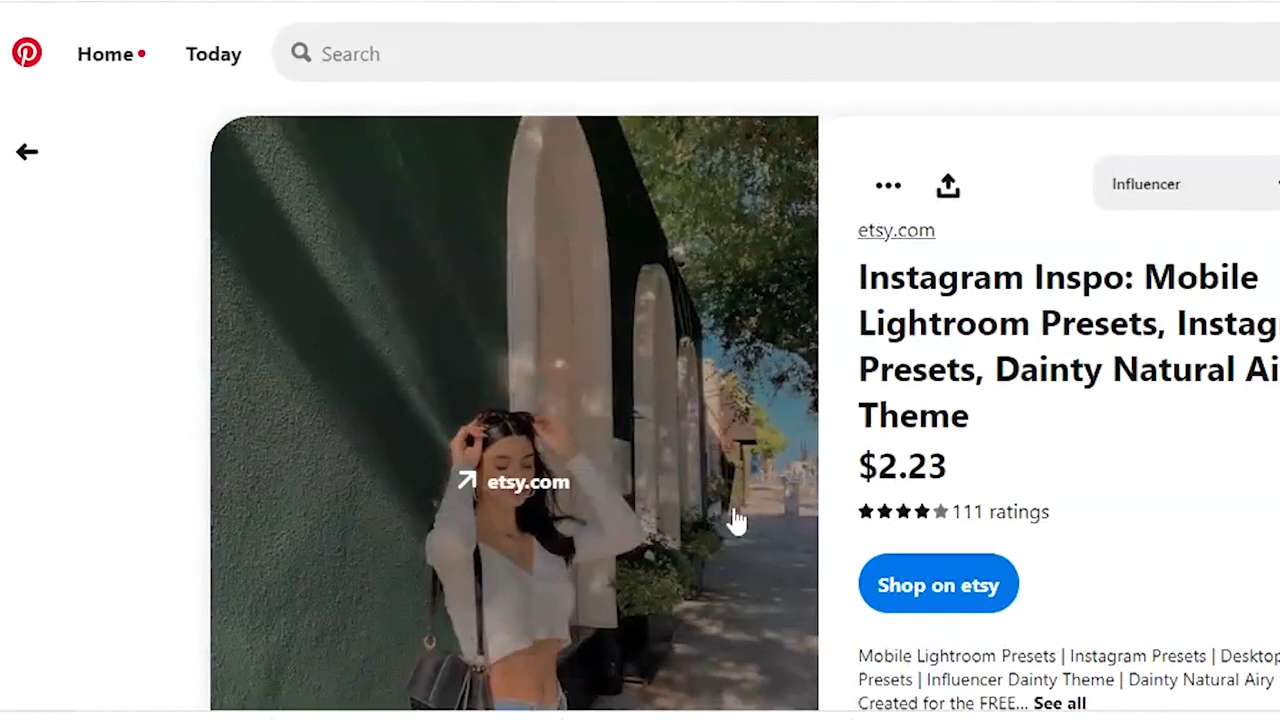 Home Today Search
Influencer
etsy.com
Instagram Inspo: Mobile
Lightroom Presets, Instag
Presets, Dainty Natural Ai
Theme
$2.23
111 ratings
Shop on etsy
Mobile Lightroom Presets | Instagram Presets | Deskto
Presets | Influencer Dainty Theme | Dainty Natural Airy
Created for the FREE... See all
etsy.com